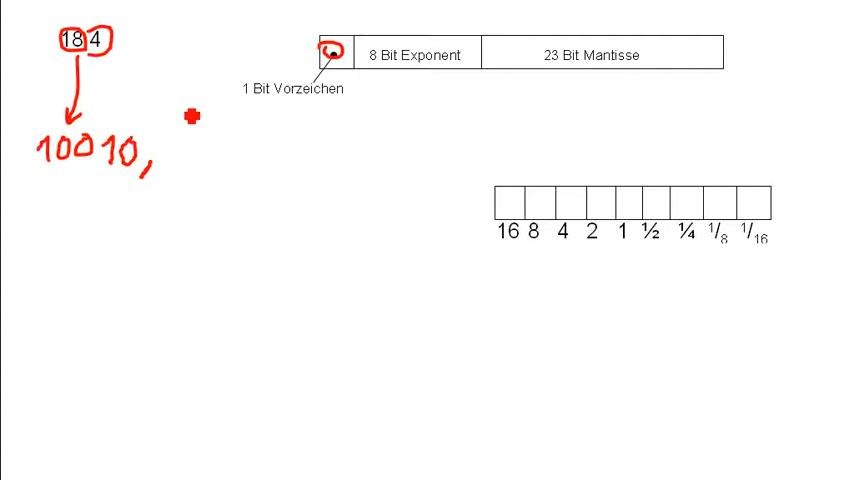 18 4
8 Bit Exponent 23 Bit Mantisse
1 Bit Vorzeichen
10010,
16 8 4 2 1 ½ ¼ 1/8 1/16